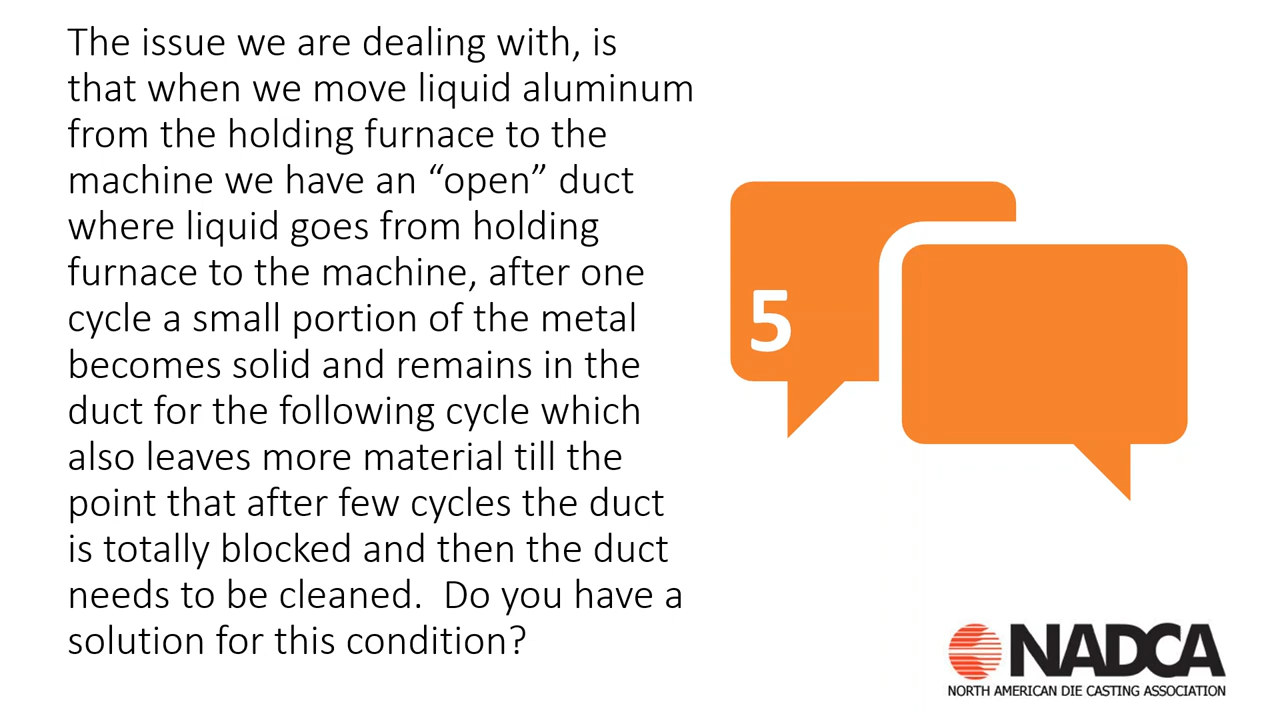 The issue we are dealing with, is
that when we move liquid aluminum
from the holding furnace to the
machine we have an “open” duct
where liquid goes from holding
furnace to the machine, after one
cycle a small portion of the metal
becomes solid and remains in the
duct for the following cycle which
also leaves more material till the
point that after few cycles the duct
is totally blocked and then the duct
needs to be cleaned.  Do you have a
solution for this condition?
5
NADCA
NORTH AMERICAN DIE CASTING ASSOCIATION